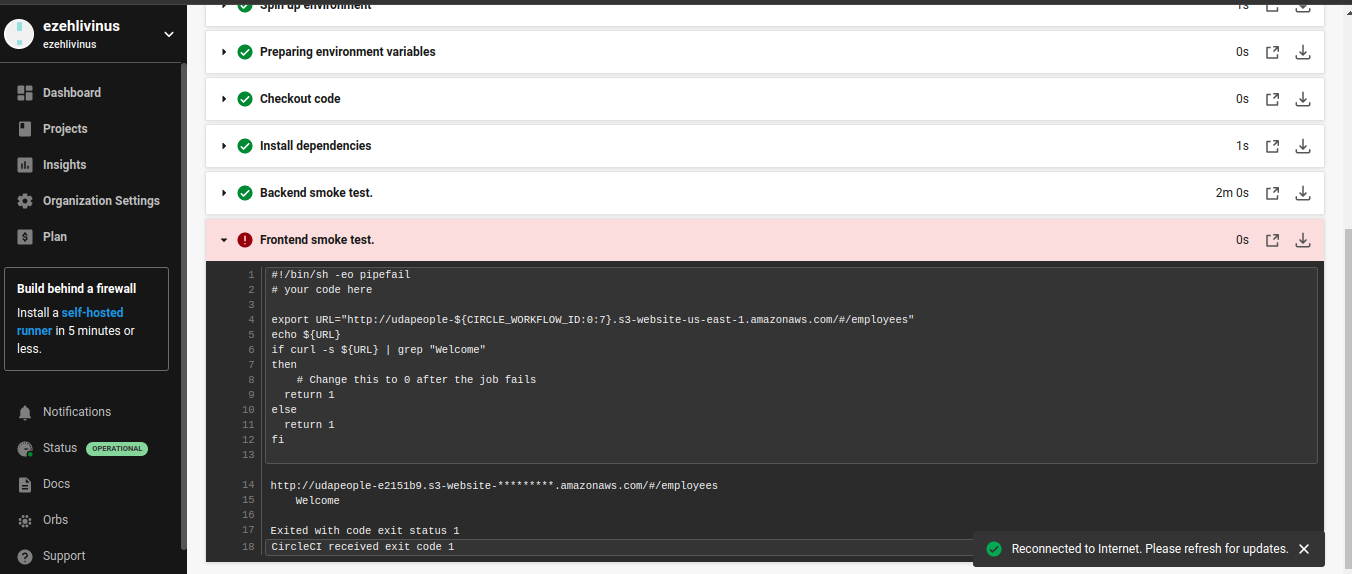 ezehlivinus
ezehlivinus
Dashboard
Projects
Insights
Organization Settings
Plan
Build behind a firewall
Install a self-hosted
runner in 5 minutes or
less.
Notifications
Status OPERATIONAL
Docs
Orbs
Support
Spin up environment 1s
Preparing environment variables 0s
Checkout code 0s
Install dependencies 1s
Backend smoke test. 2m 0s
Frontend smoke test. 0s
1 #!/bin/sh -eo pipefail
2 # your code here
3
4 export URL="http://udapeople-${CIRCLE_WORKFLOW_ID:0:7}.s3-website-us-east-1.amazonaws.com/#/employees"
5 echo ${URL}
6 if curl -s ${URL} | grep "Welcome"
7 then
8 # Change this to 0 after the job fails
9 return 1
10 else
11 return 1
12 fi
13
14 http://udapeople-e2151b9.s3-website-*********.amazonaws.com/#/employees
15 Welcome
16
17 Exited with code exit status 1
18 CircleCI received exit code 1
Reconnected to Internet. Please refresh for updates.